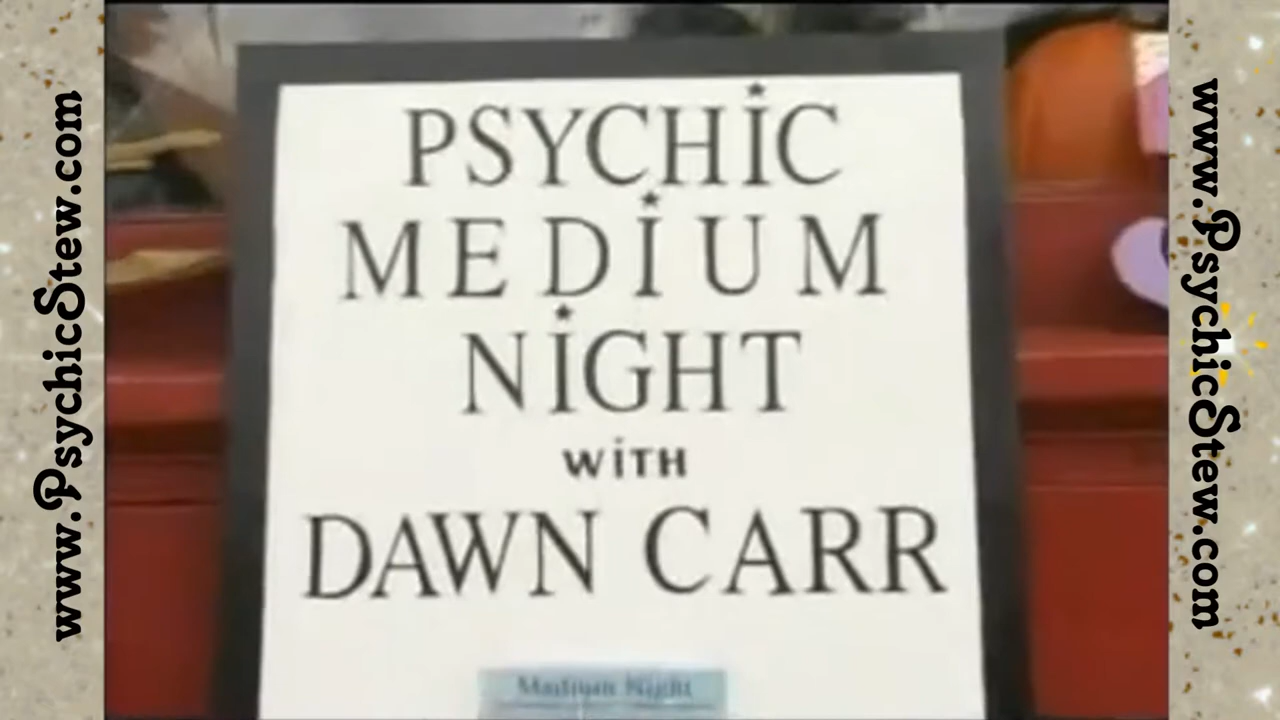 www.PsychicStew.com
PSYCHiC
MEDiUM
NiGHT
WiTH
DAWN CARR
Medium Night
www.PsychicStew.com